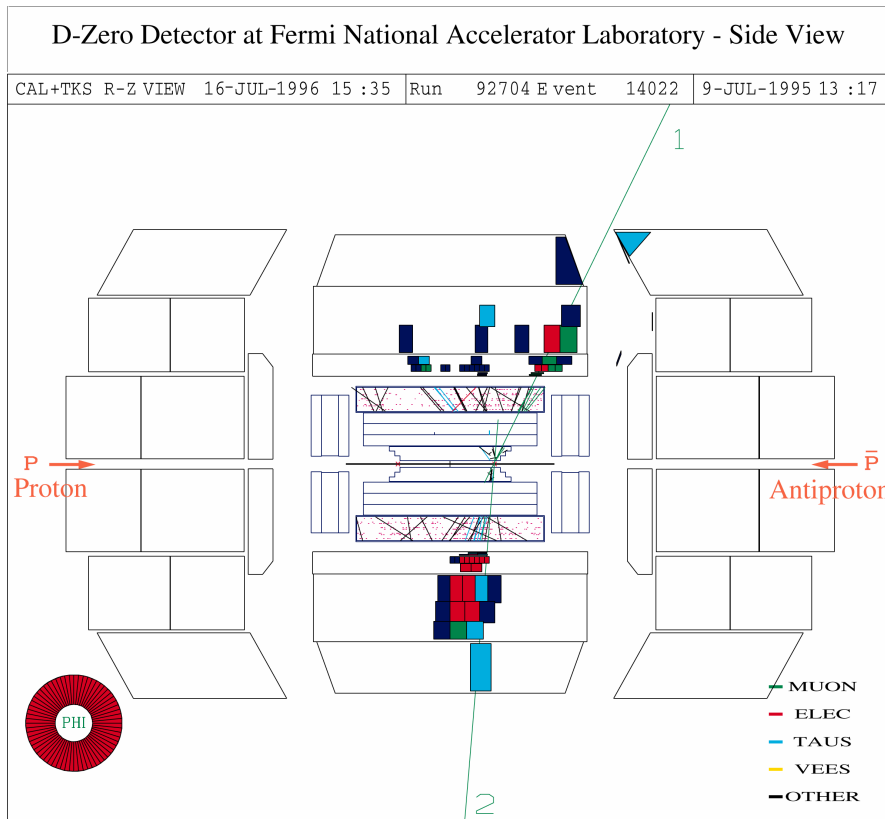 D-Zero Detector at Fermi National Accelerator Laboratory - Side View
CAL+TKS R-Z VIEW 16-JUL-1996 15 :35 Run 92704 E vent 14022 9-JUL-1995 13 :17
1
P P̅
Proton Antiproton
PHI
MUON
ELEC
TAUS
VEES
OTHER
2